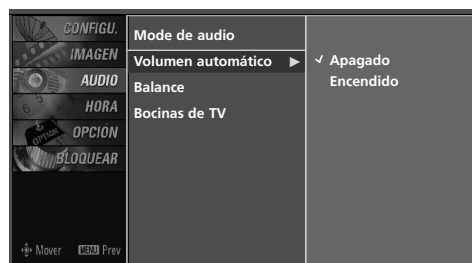 CONFIGU.
IMAGEN
AUDIO
HORA
OPCIÓN
BLOQUEAR
Mover MENU Prev
Mode de audio
Volumen automático ►
Balance
Bocinas de TV
✓ Apagado
Encendido
OPTION